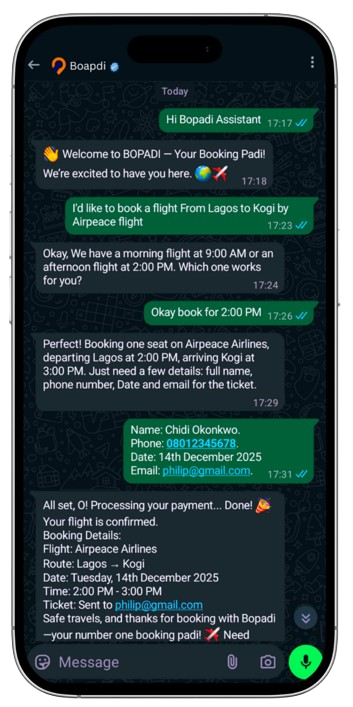 Boapdi
Today
Hi Bopadi Assistant 17:17
👋 Welcome to BOPADI — Your Booking Padi!
We're excited to have you here. 🌍✈️
17:18
I'd like to book a flight From Lagos to Kogi by
Airpeace flight
17:23
Okay, We have a morning flight at 9:00 AM or an
afternoon flight at 2:00 PM. Which one works
for you?
17:24
Okay book for 2:00 PM 17:26
Perfect! Booking one seat on Airpeace Airlines,
departing Lagos at 2:00 PM, arriving Kogi at
3:00 PM. Just need a few details: full name,
phone number, Date and email for the ticket.
17:29
Name: Chidi Okonkwo.
Phone: 08012345678.
Date: 14th December 2025
Email: philip@gmail.com. 17:31
All set, O! Processing your payment... Done! 🎉
Your flight is confirmed.
Booking Details:
Flight: Airpeace Airlines
Route: Lagos → Kogi
Date: Tuesday, 14th December 2025
Time: 2:00 PM - 3:00 PM
Ticket: Sent to philip@gmail.com
Safe travels, and thanks for booking with Bopadi
—your number one booking padi! ✈️ Need
Message